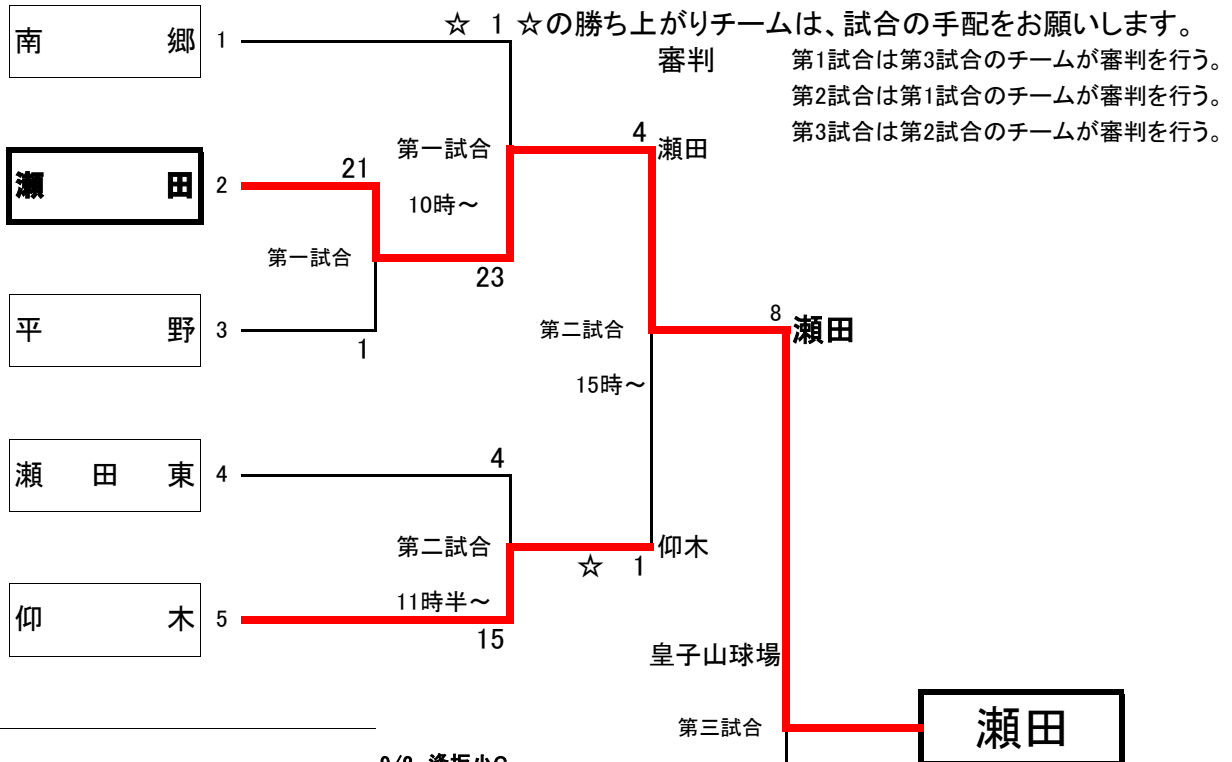 ☆ 1 ☆の勝ち上がりチームは、試合の手配をお願いします。
南 郷 1
審判 第1試合は第3試合のチームが審判を行う。
第2試合は第1試合のチームが審判を行う。
第3試合は第2試合のチームが審判を行う。
4
第一試合 瀬田
21
瀬 田 2
10時～
第一試合
23
8
平 野 3
第二試合 瀬田
1
15時～
4
瀬 田 東 4
第二試合 仰木
☆ 1
11時半～
仰 木 5
15
皇子山球場
第三試合 瀬田